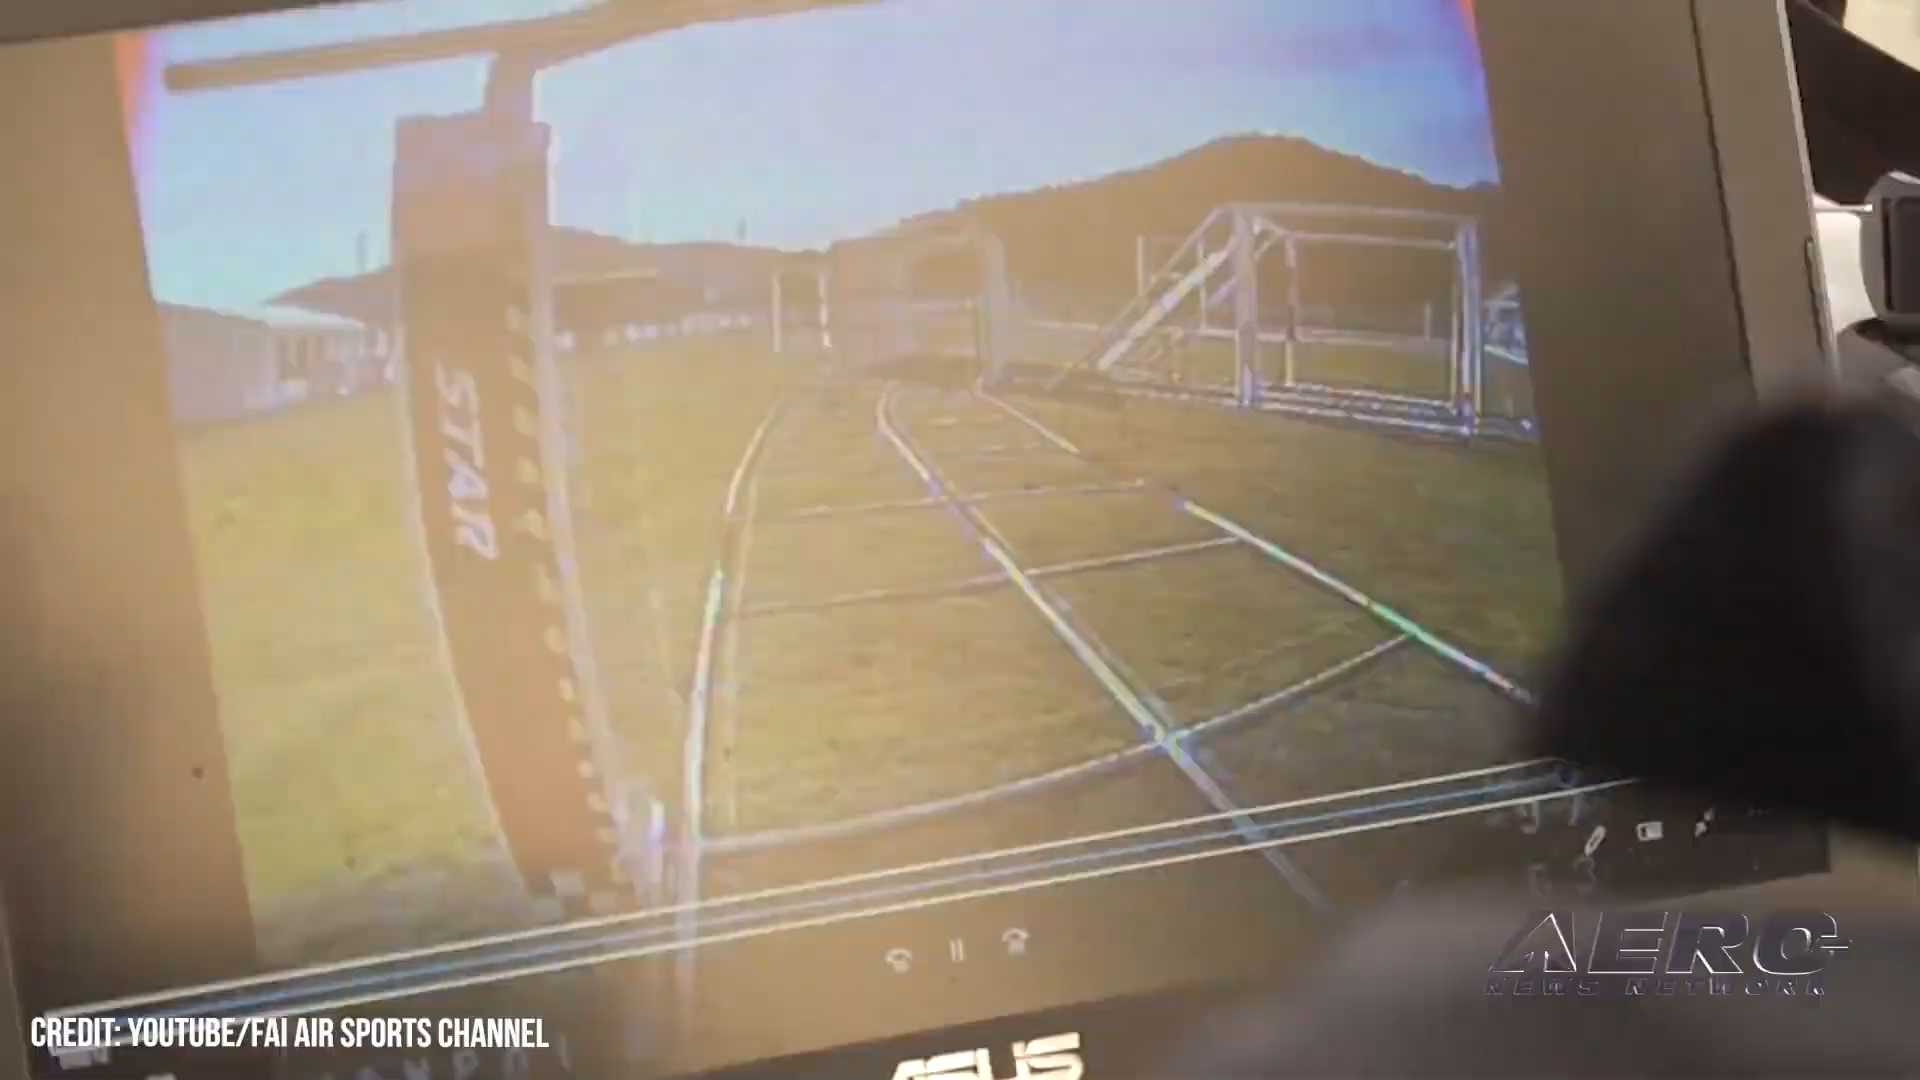 STAR
AERO
NEWS NETWORK
CREDIT: YOUTUBE/FAI AIR SPORTS CHANNEL
ASUS